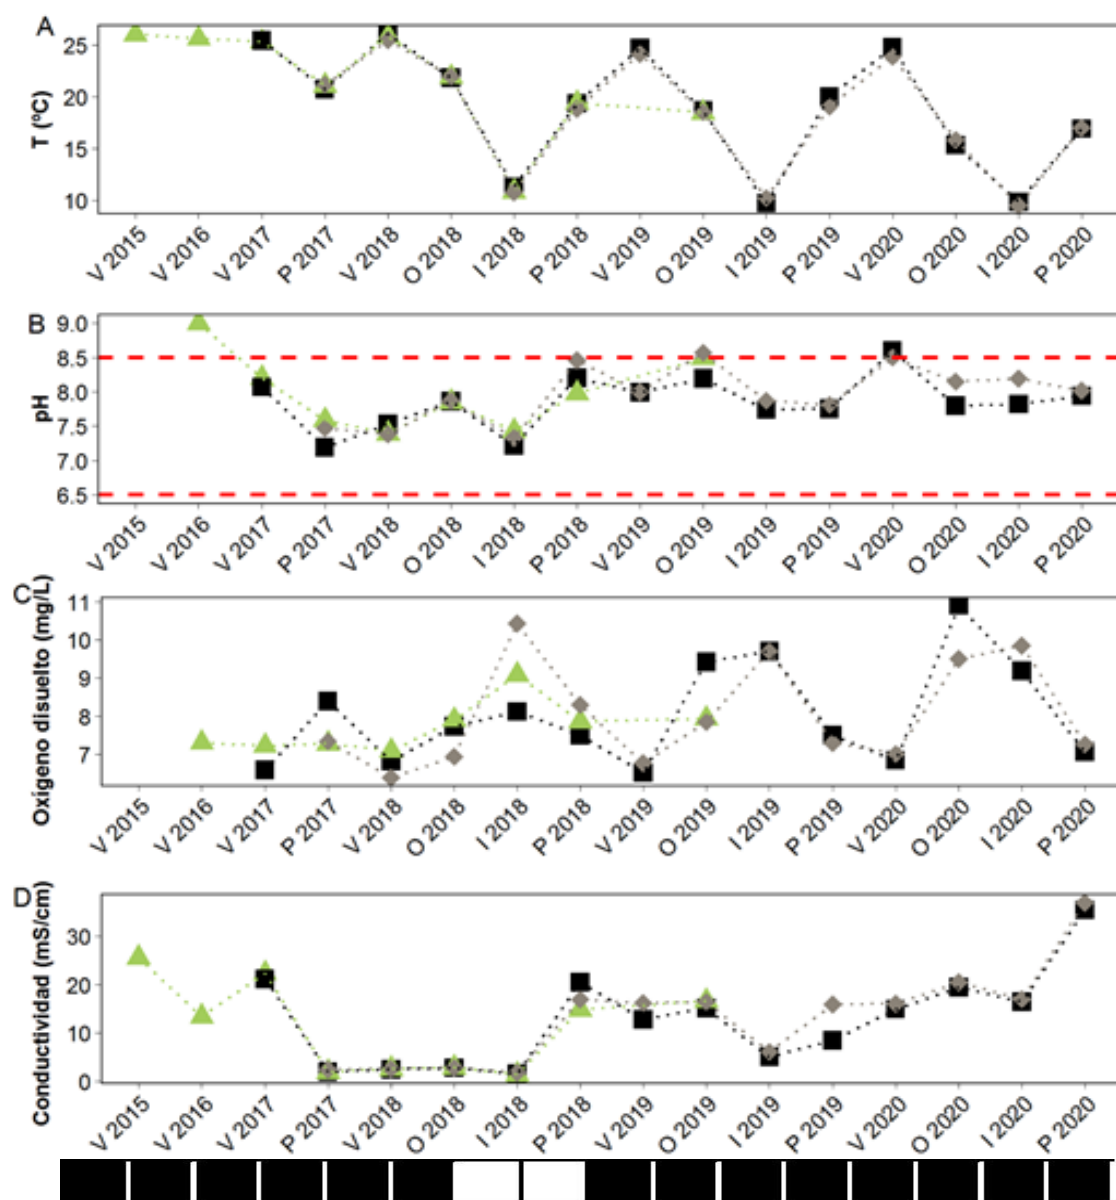 A
T (ºC)
25
20
15
10
V 2015 V 2016 V 2017 P 2017 V 2018 O 2018 I 2018 P 2018 V 2019 O 2019 I 2019 P 2019 V 2020 O 2020 I 2020 P 2020
B
pH
9.0
8.5
8.0
7.5
7.0
6.5
V 2015 V 2016 V 2017 P 2017 V 2018 O 2018 I 2018 P 2018 V 2019 O 2019 I 2019 P 2019 V 2020 O 2020 I 2020 P 2020
C
Oxígeno disuelto (mg/L)
11
10
9
8
7
V 2015 V 2016 V 2017 P 2017 V 2018 O 2018 I 2018 P 2018 V 2019 O 2019 I 2019 P 2019 V 2020 O 2020 I 2020 P 2020
D
Conductividad (mS/cm)
30
20
10
0
V 2015 V 2016 V 2017 P 2017 V 2018 O 2018 I 2018 P 2018 V 2019 O 2019 I 2019 P 2019 V 2020 O 2020 I 2020 P 2020